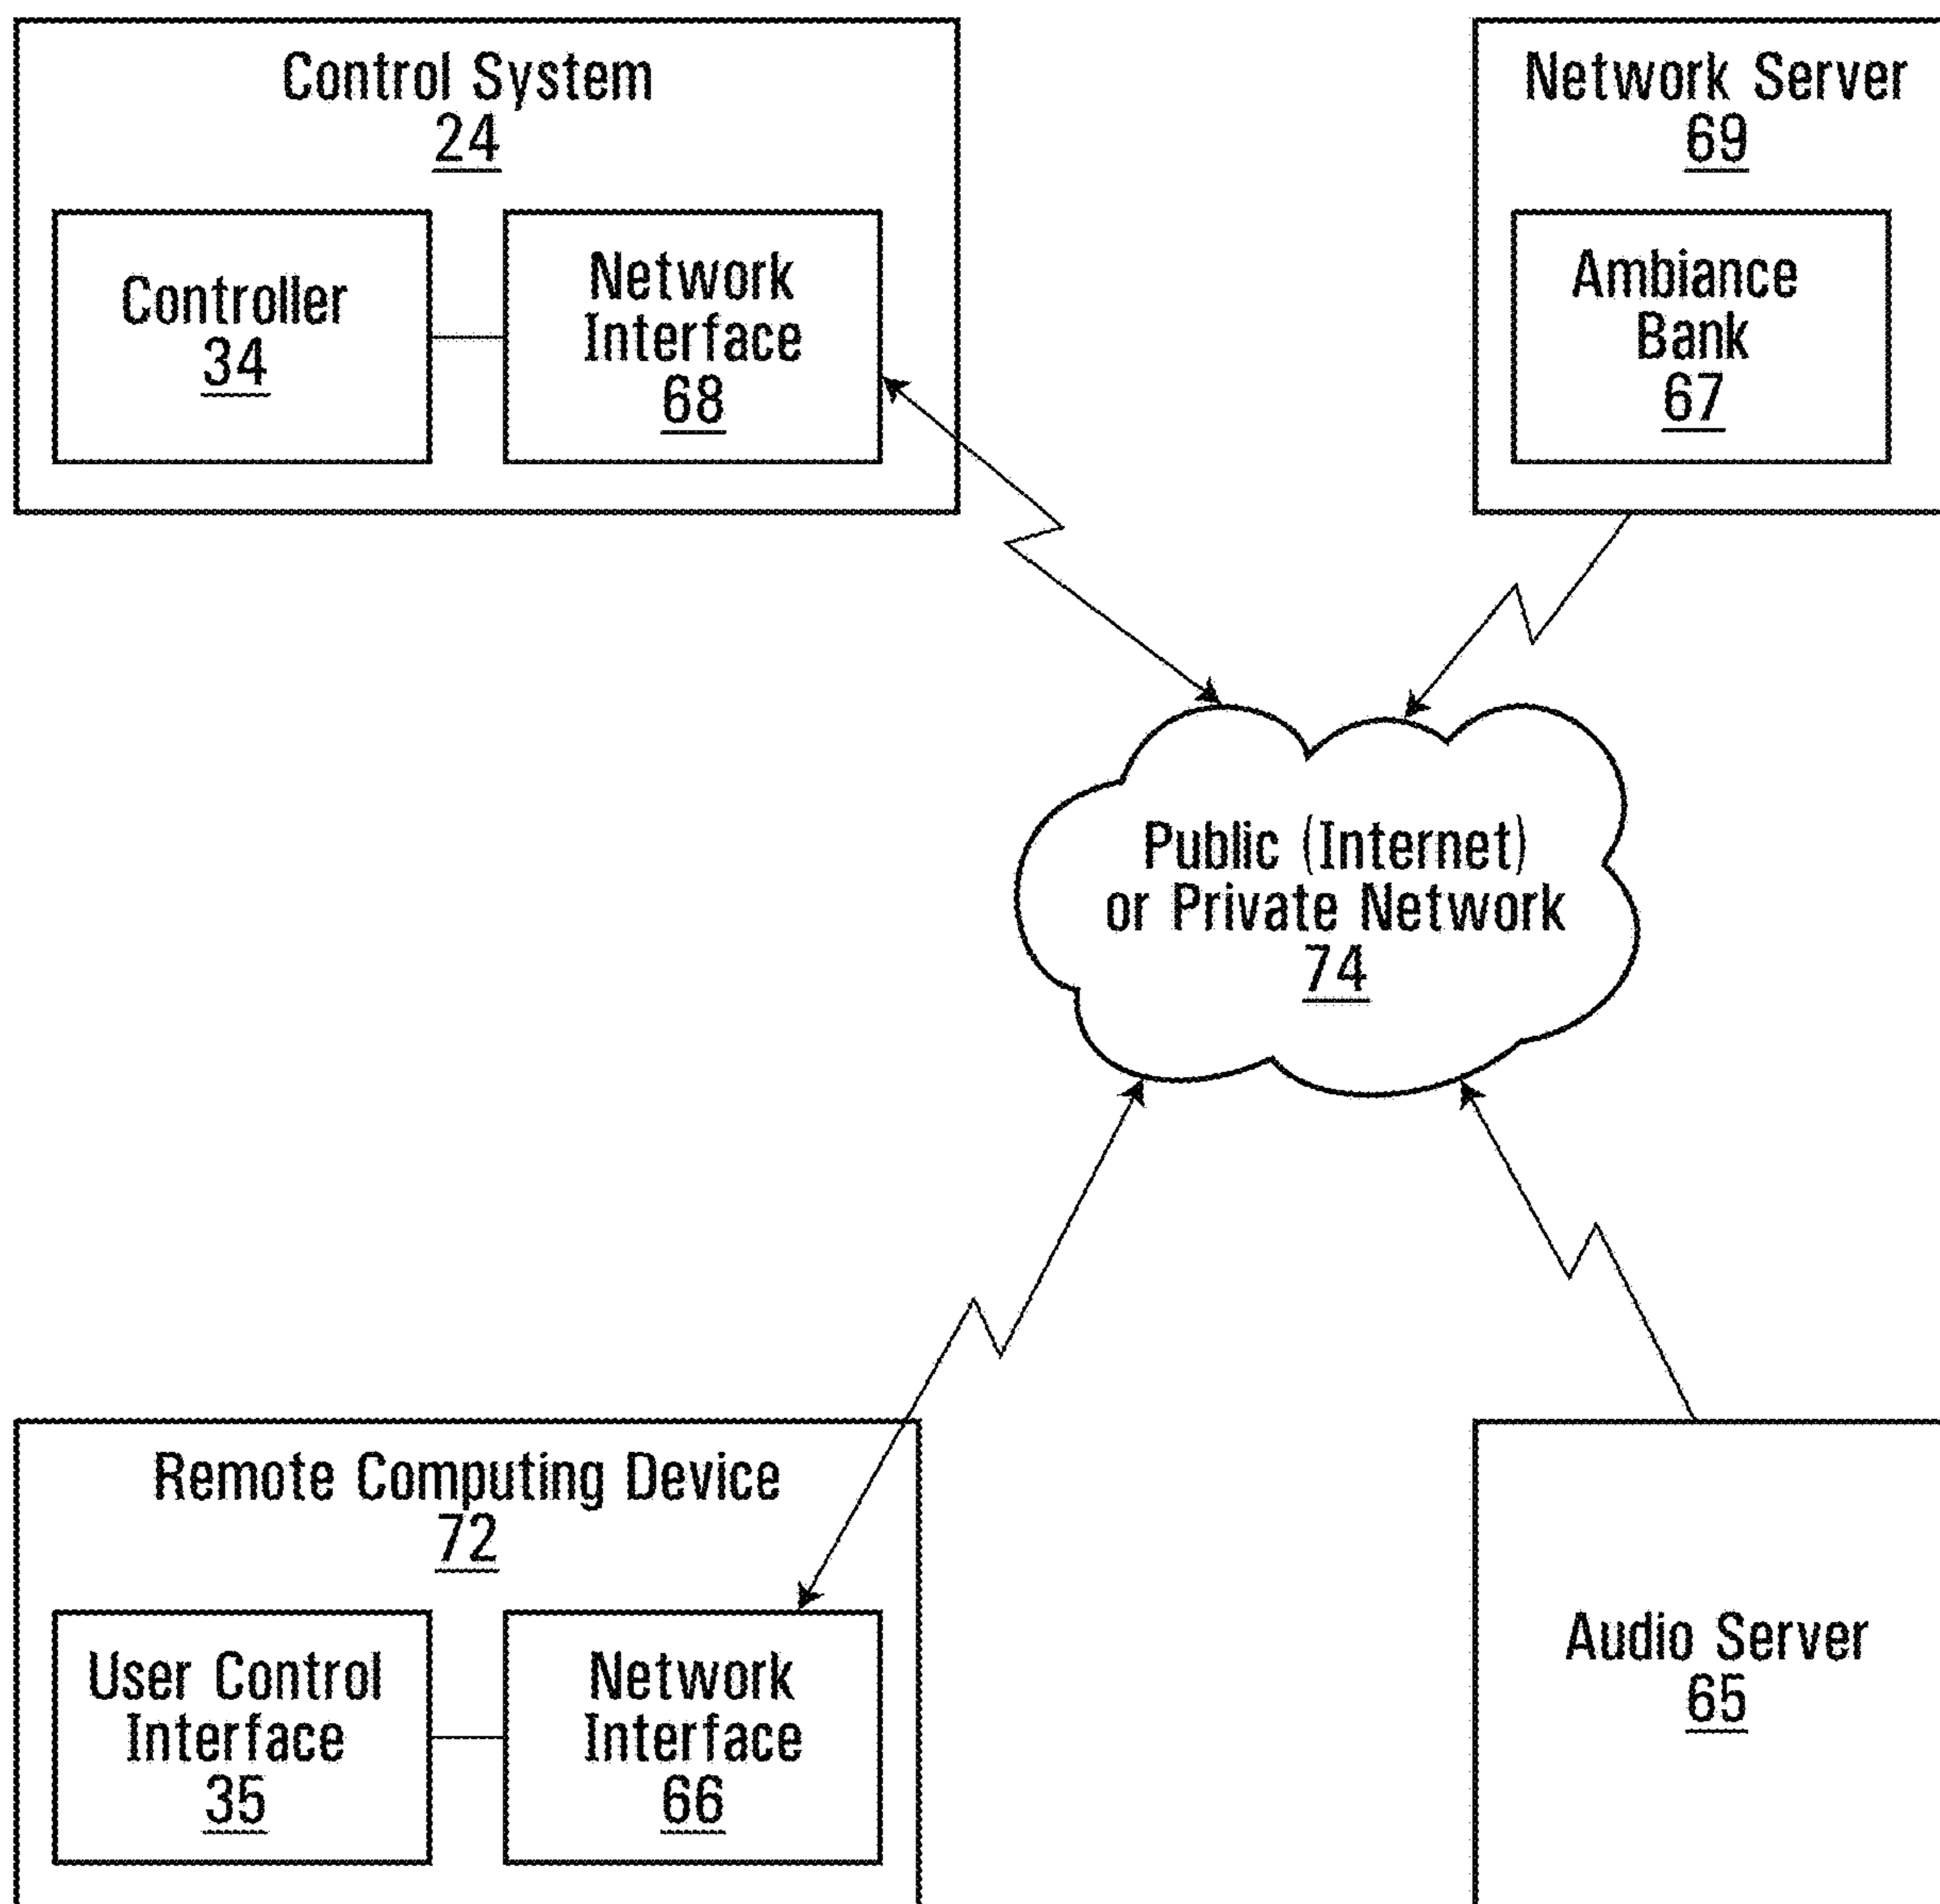 Control System
24
Controller
34
Network
Interface
68
Network Server
69
Ambiance
Bank
67
Public (Internet)
or Private Network
74
Remote Computing Device
72
User Control
Interface
35
Network
Interface
66
Audio Server
65